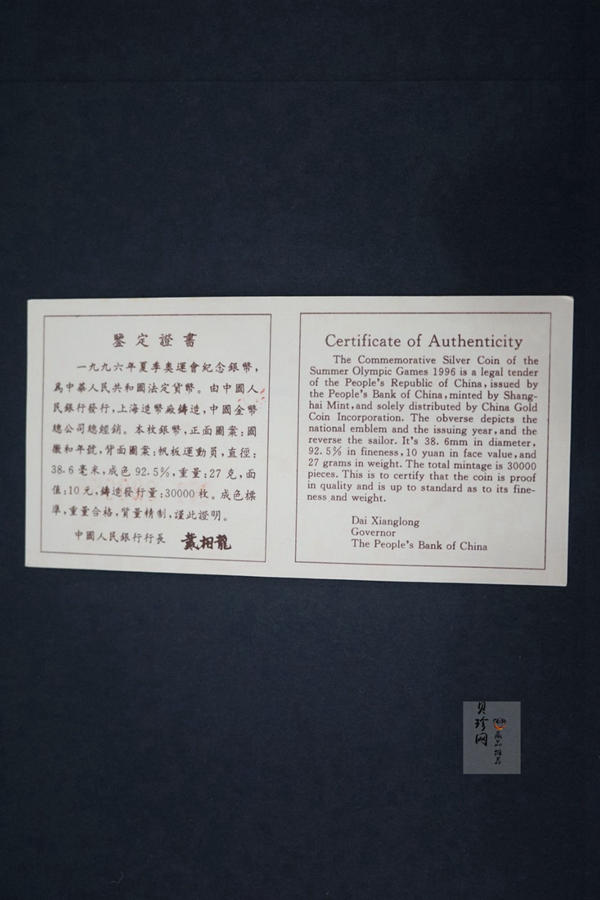 鑒定證書
一九九六年夏季奧運會紀念銀幣,
爲中華人民共和國法定貨幣。由中國人
民銀行發行,上海造幣廠鑄造,中國金幣
總公司總經銷。本枚銀幣,正面圖案:國
徽和年號,背面圖案:帆板運動員,直徑:
38.6毫米,成色92.5%,重量:27克,面
值:10元,鑄造發行量:30000枚。成色標
準,重量合格,質量精制,謹此證明。
中國人民銀行行長 戴相龍
Certificate of Authenticity
The Commemorative Silver Coin of the
Summer Olympic Games 1996 is a legal tender
of the People's Republic of China, issued by
the People's Bank of China, minted by Shang-
hai Mint, and solely distributed by China Gold
Coin Incorporation. The obverse depicts the
national emblem and the issuing year, and the
reverse the sailor. It's 38. 6mm in diameter,
92. 5% in fineness, 10 yuan in face value, and
27 grams in weight. The total mintage is 30000
pieces. This is to certify that the coin is proof
in quality and is up to standard as to its fine-
ness and weight.
Dai Xianglong
Governor
The People's Bank of China
贝珍网
藏品推荐